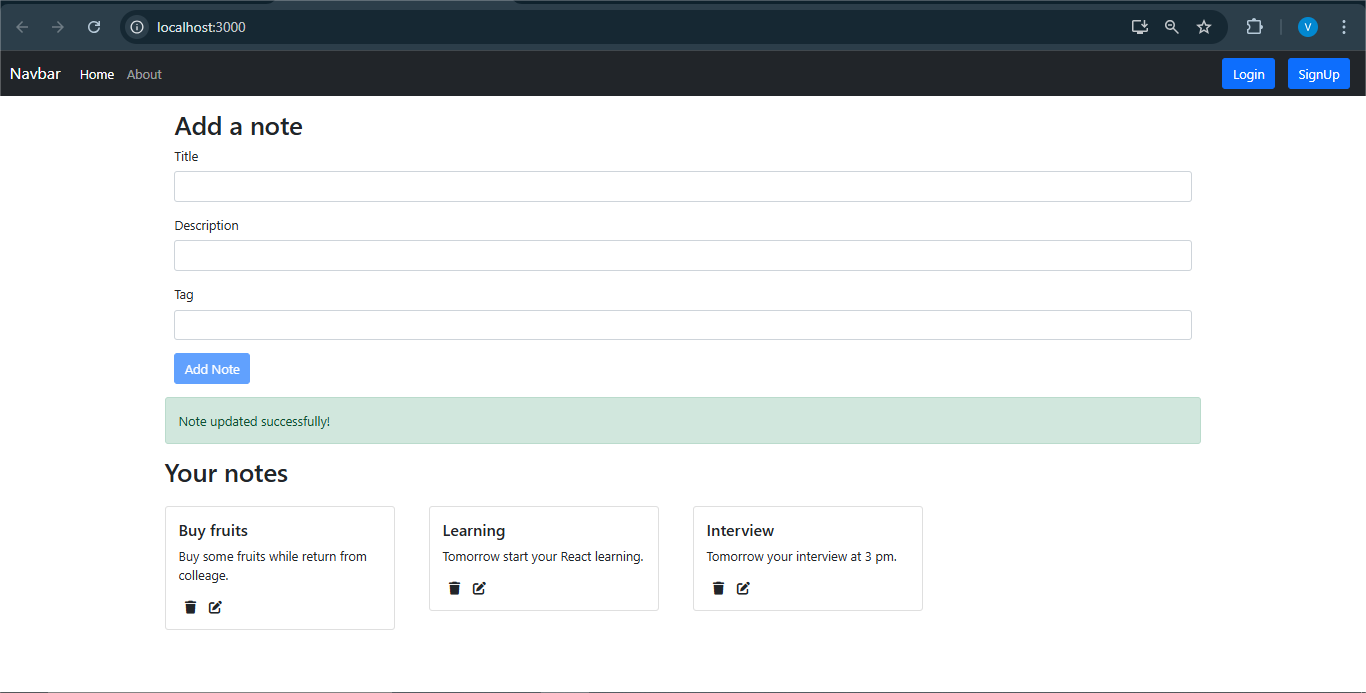 localhost:3000
V
Navbar Home About Login SignUp
Add a note
Title
Description
Tag
Add Note
Note updated successfully!
Your notes
Buy fruits
Buy some fruits while return from
colleage.
Learning
Tomorrow start your React learning.
Interview
Tomorrow your interview at 3 pm.